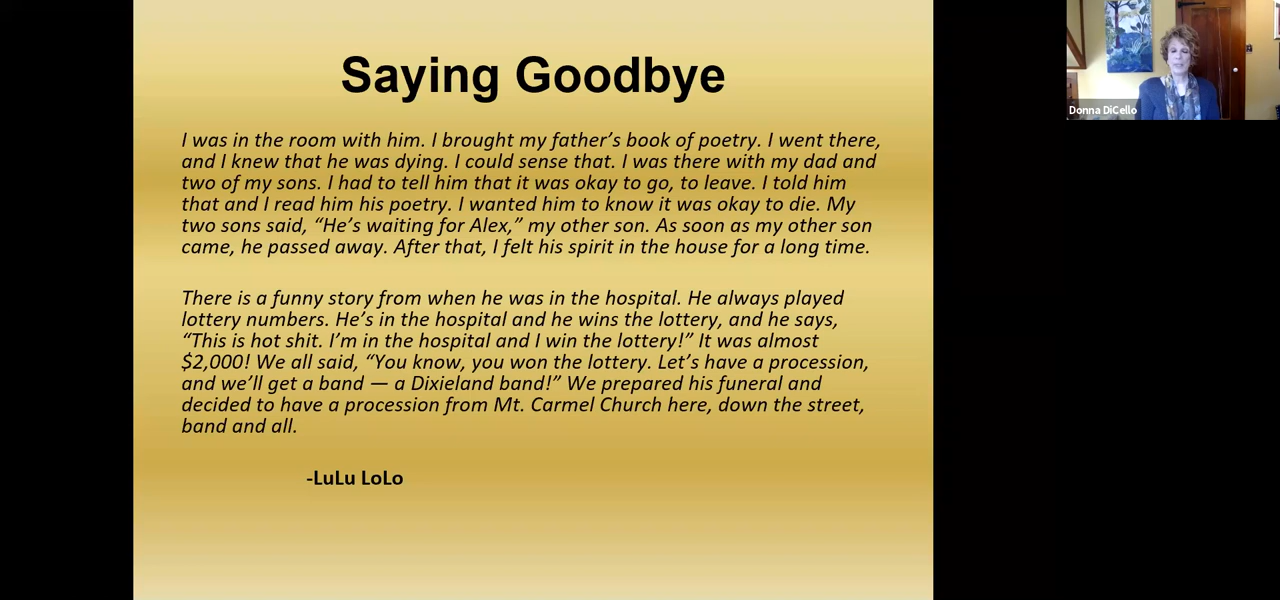 Saying Goodbye
I was in the room with him. I brought my father’s book of poetry. I went there,
and I knew that he was dying. I could sense that. I was there with my dad and
two of my sons. I had to tell him that it was okay to go, to leave. I told him
that and I read him his poetry. I wanted him to know it was okay to die. My
two sons said, “He’s waiting for Alex,” my other son. As soon as my other son
came, he passed away. After that, I felt his spirit in the house for a long time.
There is a funny story from when he was in the hospital. He always played
lottery numbers. He’s in the hospital and he wins the lottery, and he says,
“This is hot shit. I’m in the hospital and I win the lottery!” It was almost
$2,000! We all said, “You know, you won the lottery. Let’s have a procession,
and we’ll get a band — a Dixieland band!” We prepared his funeral and
decided to have a procession from Mt. Carmel Church here, down the street,
band and all.
-LuLu LoLo
Donna DiCello